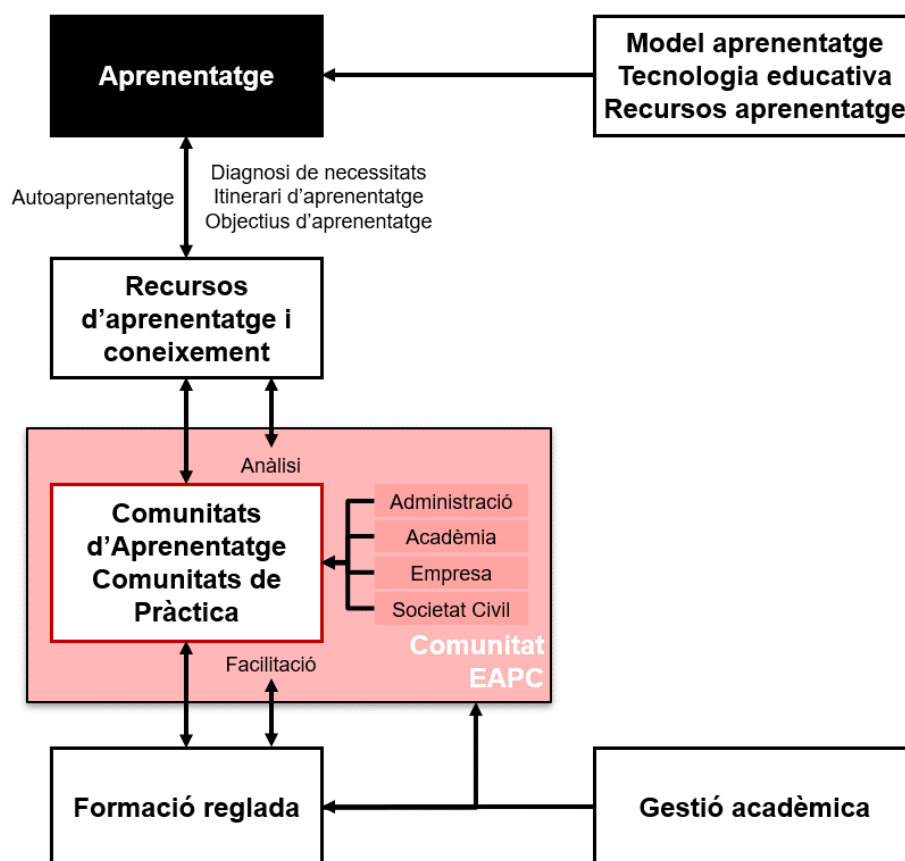 Aprenentatge
Model aprenentatge
Tecnologia educativa
Recursos aprenentatge
Autoaprenentatge
Diagnosi de necessitats
Itinerari d’aprenentatge
Objectius d’aprenentatge
Recursos
d’aprenentatge i
coneixement
Anàlisi
Comunitats
d’Aprenentatge
Comunitats de
Pràctica
Administració
Acadèmia
Empresa
Societat Civil
Comunitat
EAPC
Facilitació
Formació reglada
Gestió acadèmica